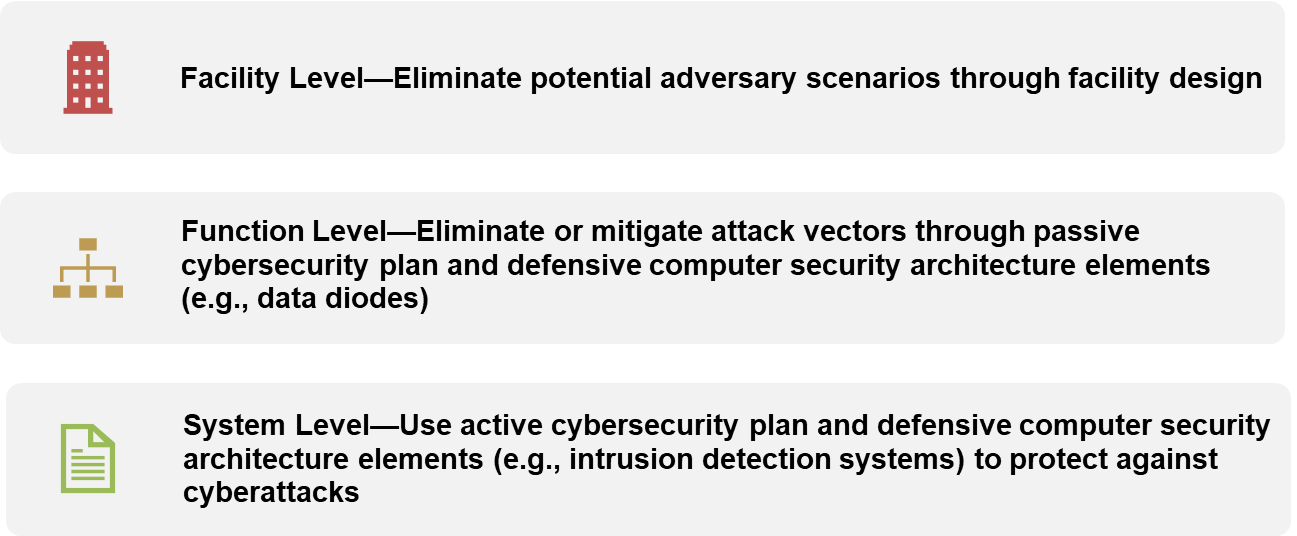 Facility Level—Eliminate potential adversary scenarios through facility design
Function Level—Eliminate or mitigate attack vectors through passive
cybersecurity plan and defensive computer security architecture elements
(e.g., data diodes)
System Level—Use active cybersecurity plan and defensive computer security
architecture elements (e.g., intrusion detection systems) to protect against
cyberattacks